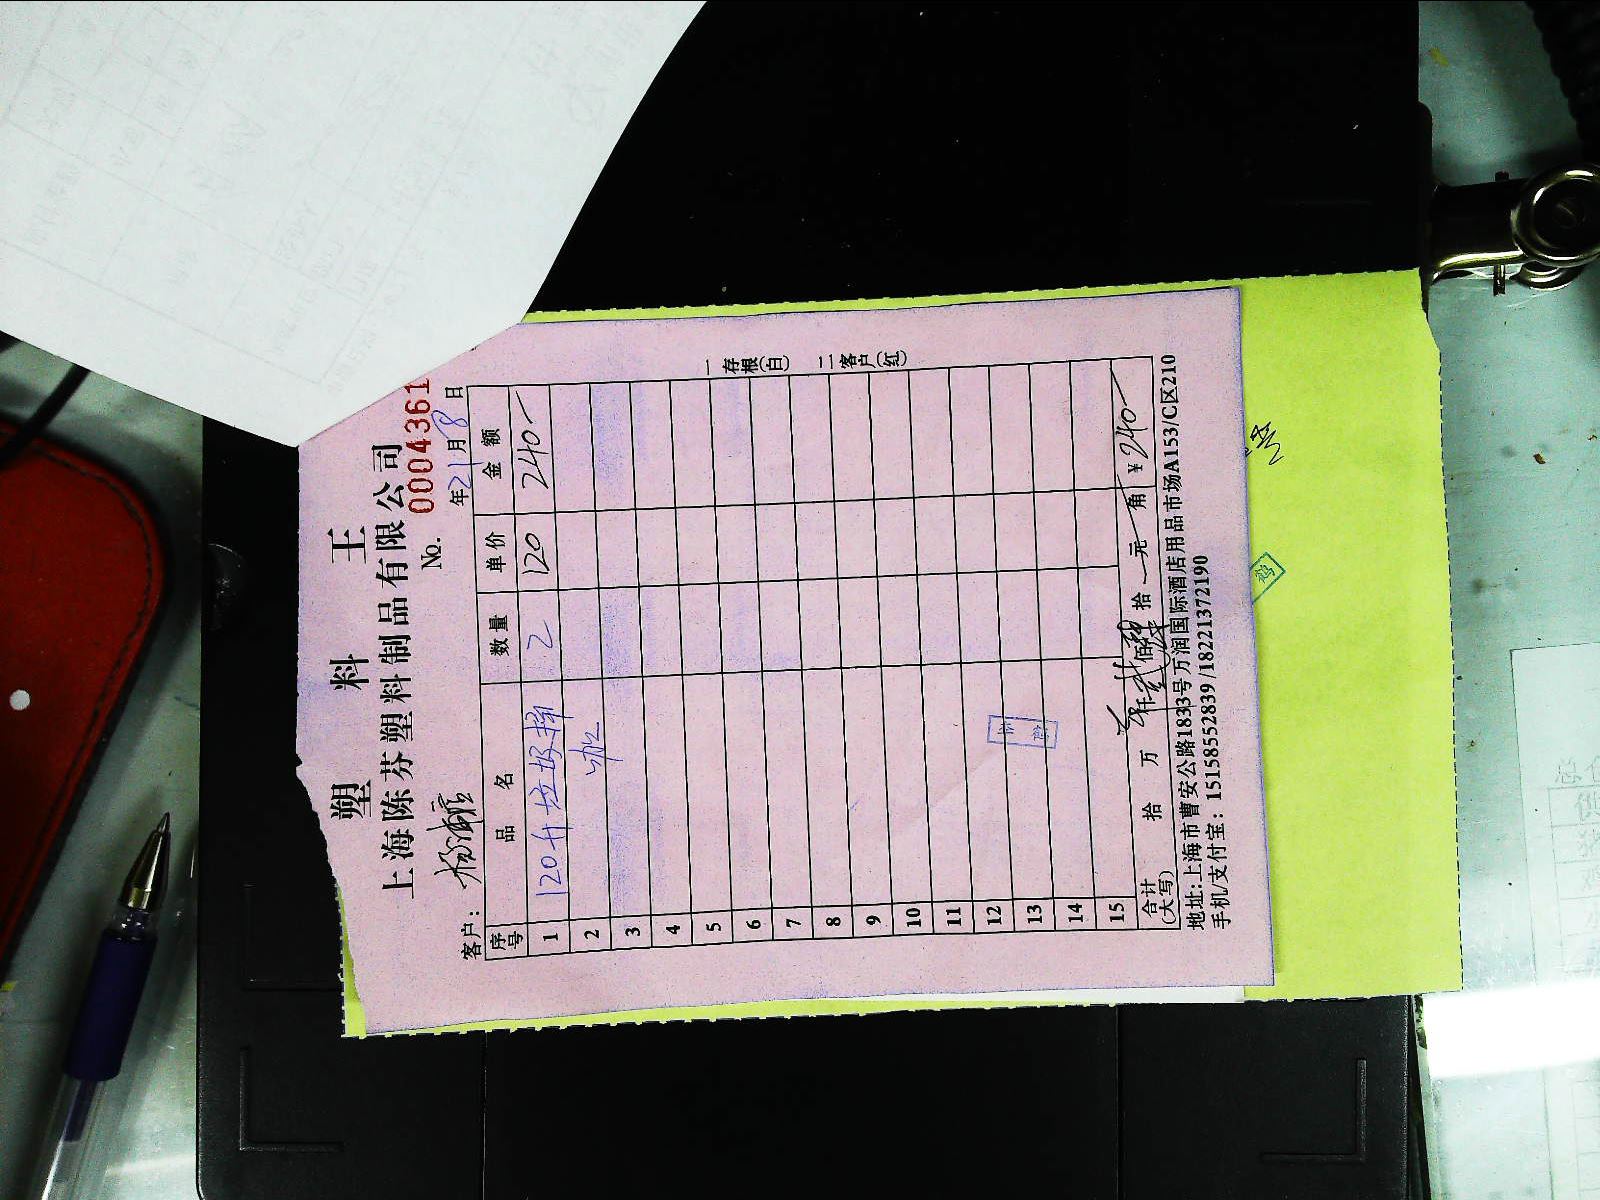 塑 料 王
上海陈芬塑料制品有限公司
No. 0004361
客户: 杨浦 年21月8日
序号 品 名 数量 单价 金 额
1 120升垃圾桶 2 120 240-
2
3
4
5
6
7
8
9
10
11
12
13
14
15
合计(大写) 拾 万 仟贰佰肆拾 元 角 ¥240-
地址:上海市曹安公路1833号万润国际酒店用品市场A153/C区210
手机/支付宝: 15158552839/18221372190
一存根(白) 二客户(红)